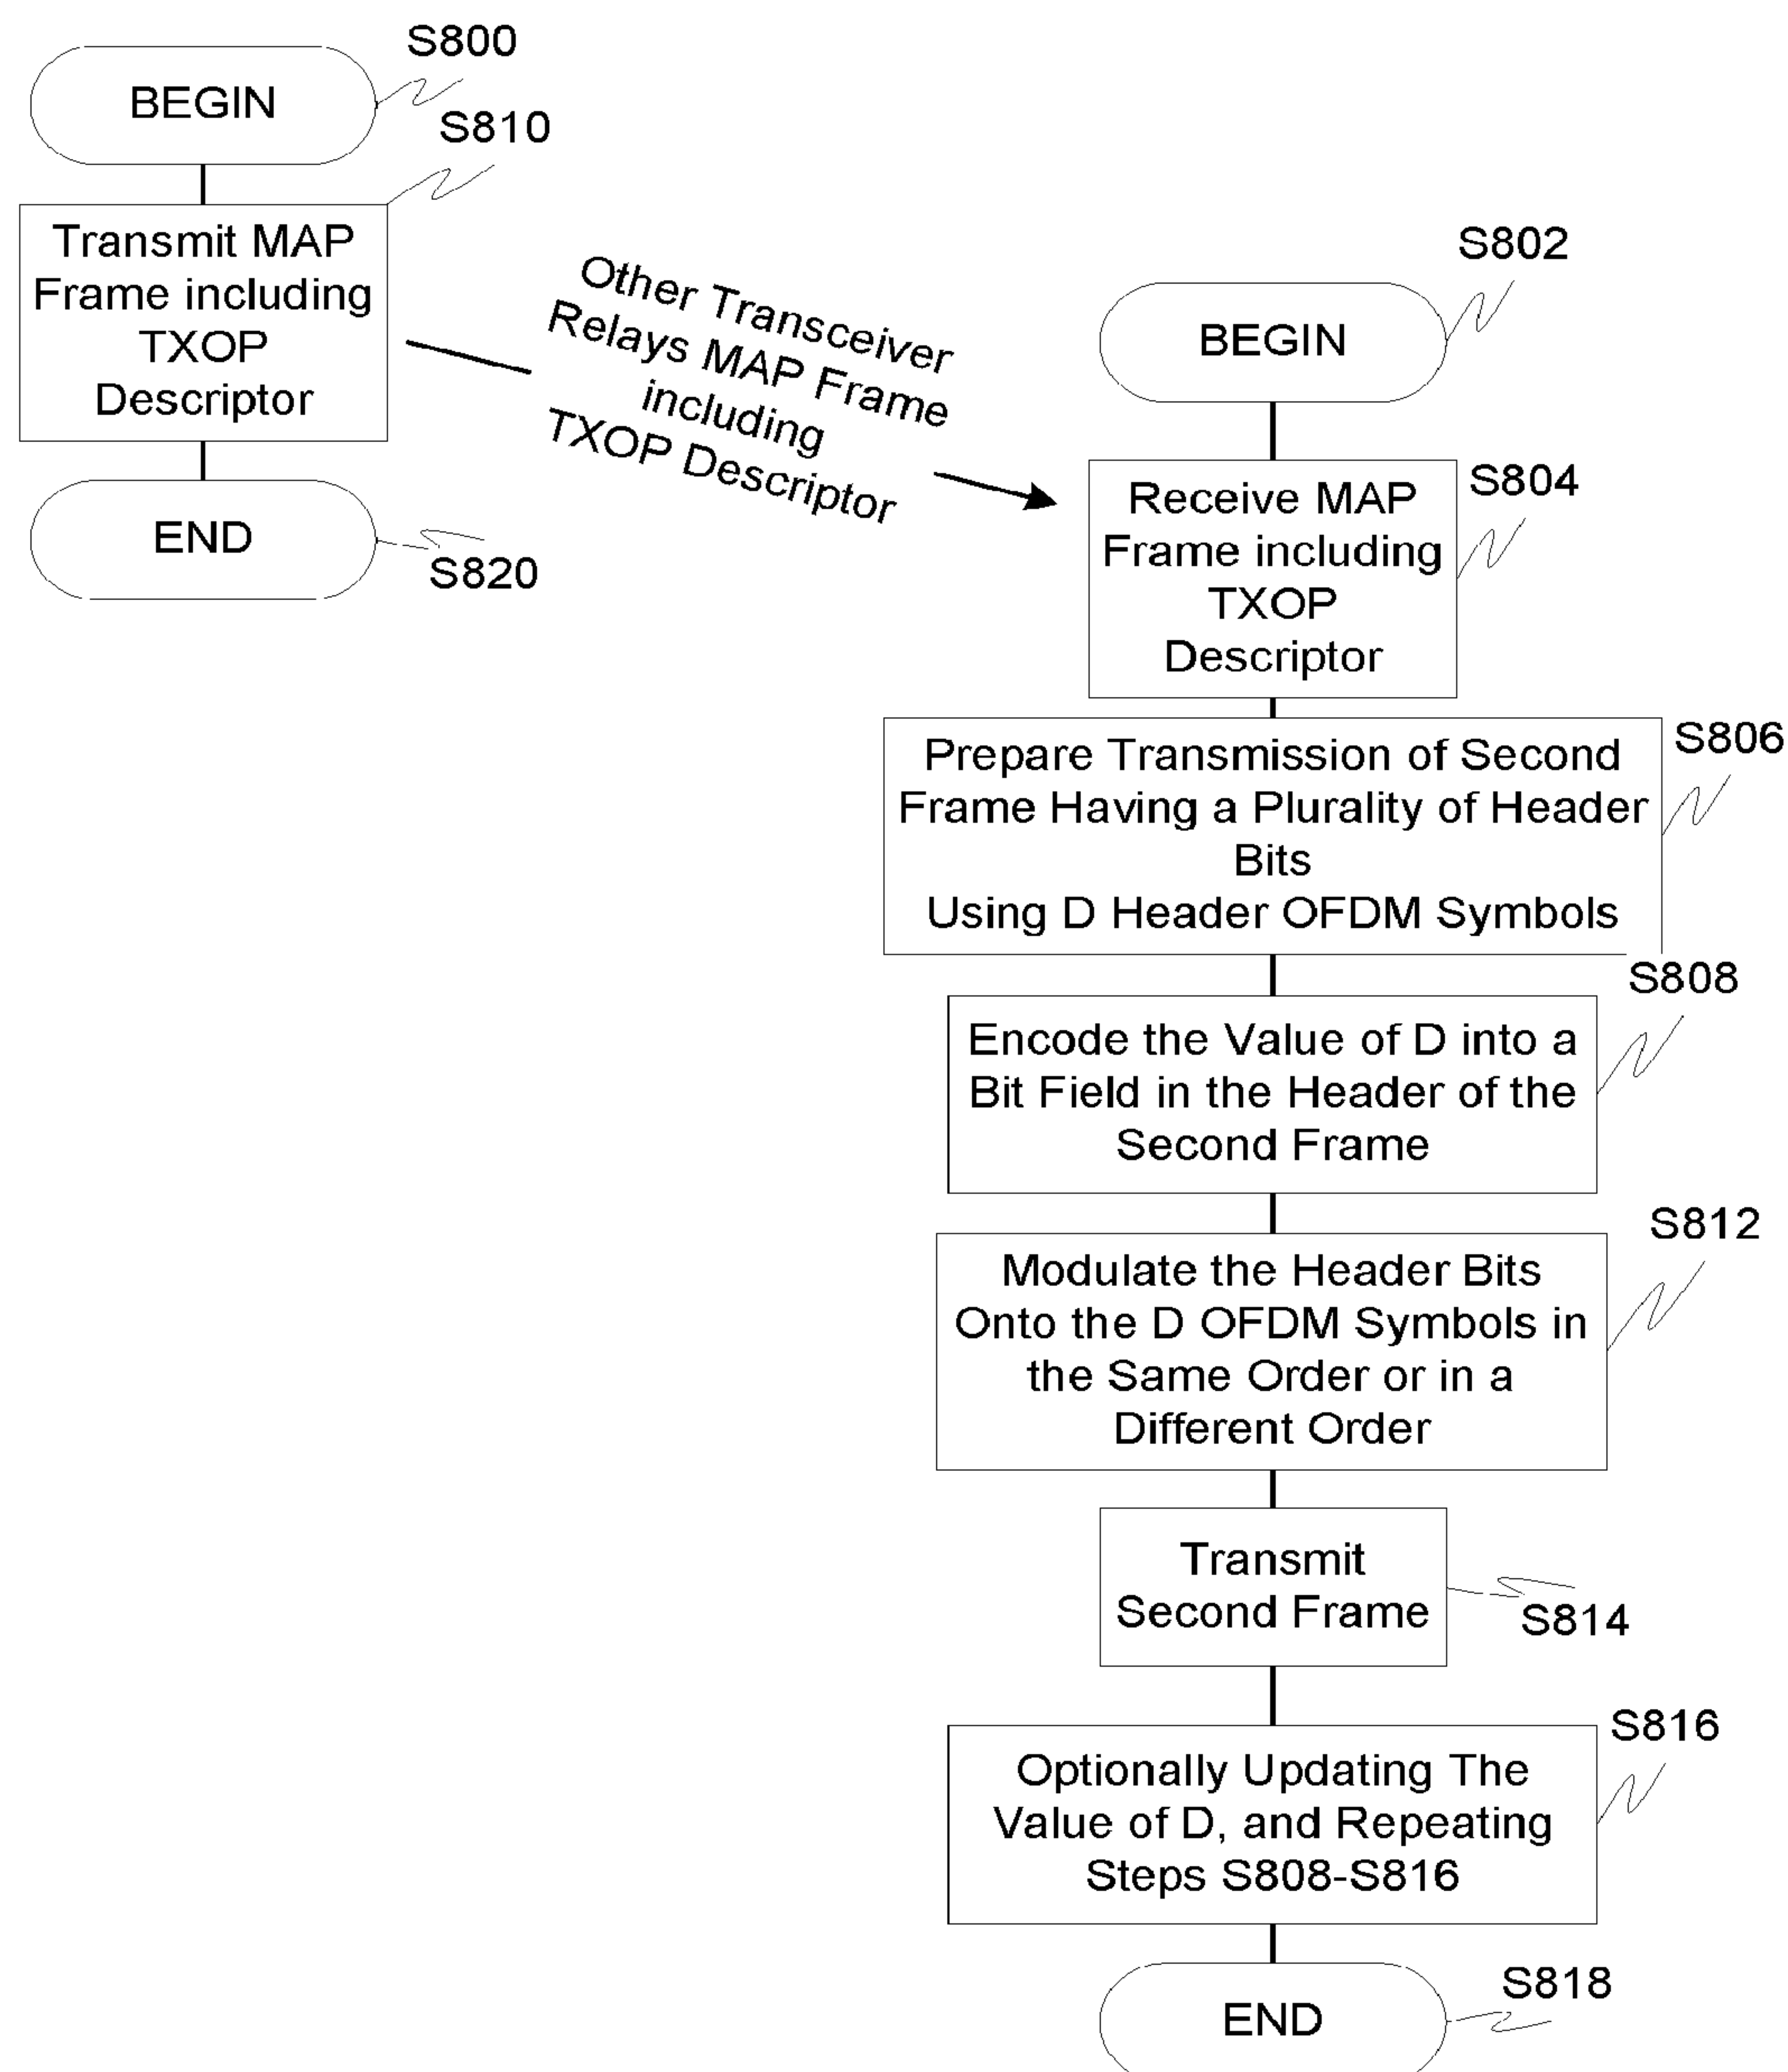 S800
BEGIN
S810
Transmit MAP
Frame including
TXOP
Descriptor
END
S820
Other Transceiver
Relays MAP Frame
including
TXOP Descriptor
S802
BEGIN
S804
Receive MAP
Frame including
TXOP
Descriptor
S806
Prepare Transmission of Second
Frame Having a Plurality of Header
Bits
Using D Header OFDM Symbols
S808
Encode the Value of D into a
Bit Field in the Header of the
Second Frame
S812
Modulate the Header Bits
Onto the D OFDM Symbols in
the Same Order or in a
Different Order
Transmit
Second Frame
S814
S816
Optionally Updating The
Value of D, and Repeating
Steps S808-S816
S818
END